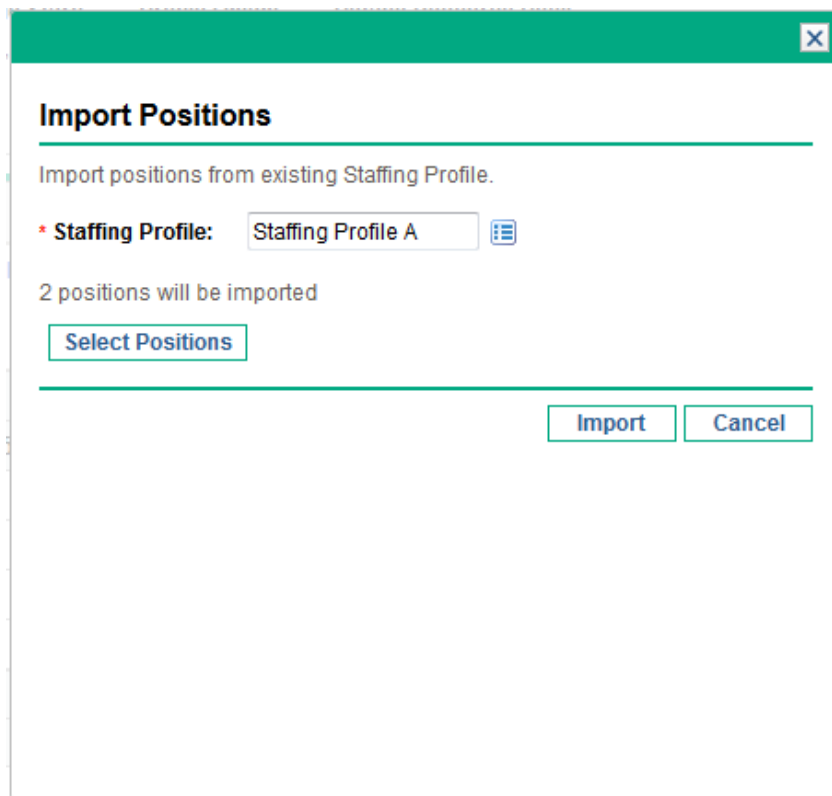 Import Positions
Import positions from existing Staffing Profile.
* Staffing Profile: Staffing Profile A
2 positions will be imported
Select Positions
Import Cancel